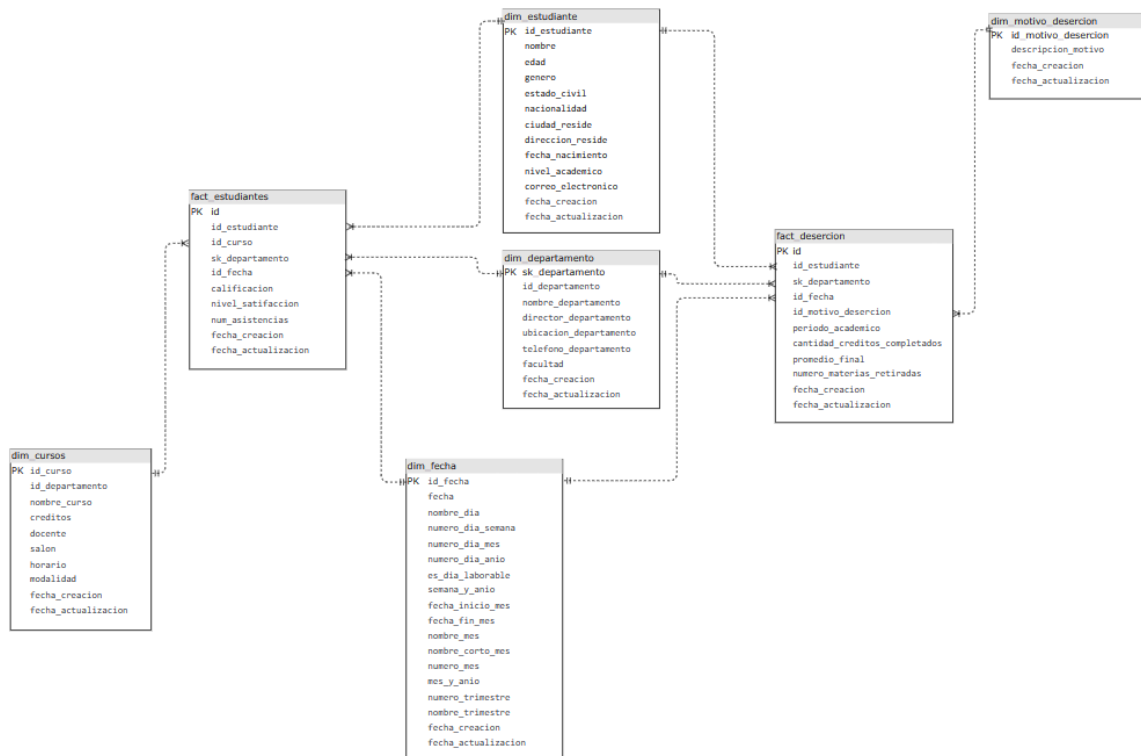 dim_estudiante
PK id_estudiante
nombre
edad
genero
estado_civil
nacionalidad
ciudad_reside
direccion_reside
fecha_nacimiento
nivel_academico
correo_electronico
fecha_creacion
fecha_actualizacion
dim_motivo_desercion
PK id_motivo_desercion
descripcion_motivo
fecha_creacion
fecha_actualizacion
fact_estudiantes
PK id
id_estudiante
id_curso
sk_departamento
id_fecha
calificacion
nivel_satifaccion
num_asistencias
fecha_creacion
fecha_actualizacion
dim_departamento
PK sk_departamento
id_departamento
nombre_departamento
director_departamento
ubicacion_departamento
telefono_departamento
facultad
fecha_creacion
fecha_actualizacion
fact_desercion
PK id
id_estudiante
sk_departamento
id_fecha
id_motivo_desercion
periodo_academico
cantidad_creditos_completados
promedio_final
numero_materias_retiradas
fecha_creacion
fecha_actualizacion
dim_cursos
PK id_curso
id_departamento
nombre_curso
creditos
docente
salon
horario
modalidad
fecha_creacion
fecha_actualizacion
dim_fecha
PK id_fecha
fecha
nombre_dia
numero_dia_semana
numero_dia_mes
numero_dia_anio
es_dia_laborable
semana_y_anio
fecha_inicio_mes
fecha_fin_mes
nombre_mes
nombre_corto_mes
numero_mes
mes_y_anio
numero_trimestre
nombre_trimestre
fecha_creacion
fecha_actualizacion